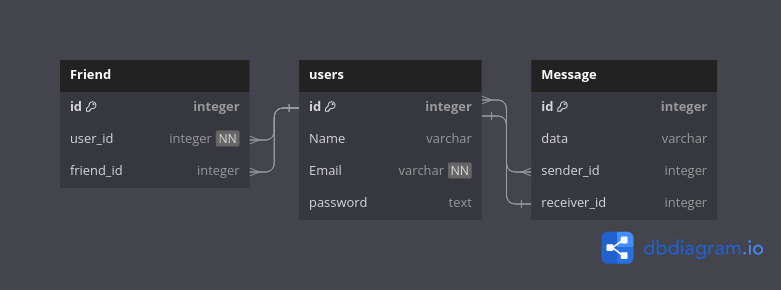 Friend
id integer
user_id integer NN
friend_id integer
users
id integer
Name varchar
Email varchar NN
password text
Message
id integer
data varchar
sender_id integer
receiver_id integer
dbdiagram.io